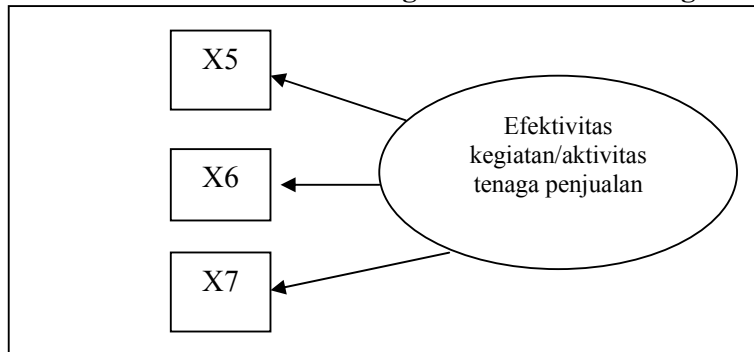 X5
Efektivitas
kegiatan/aktivitas
tenaga penjualan
X6
X7